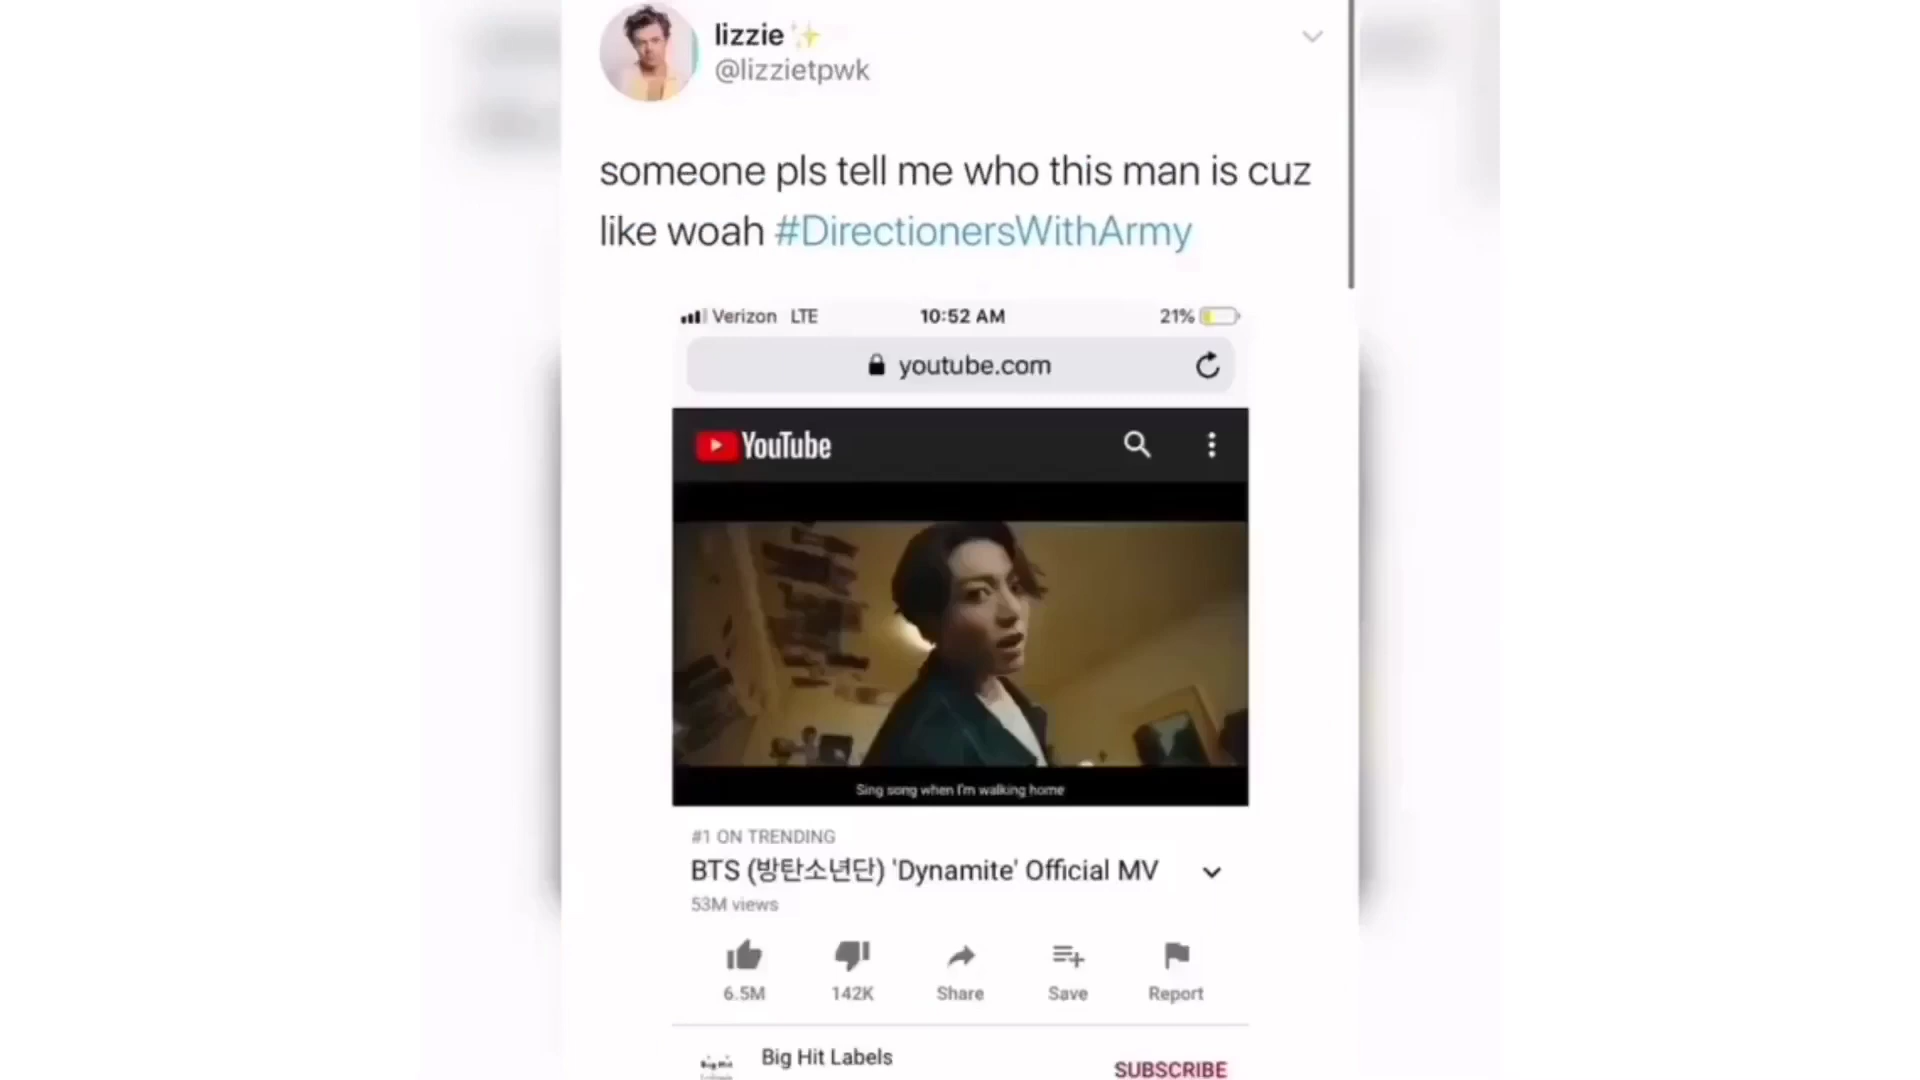 lizzie✨
@lizzietpwk
someone pls tell me who this man is cuz
like woah #DirectionersWithArmy
Verizon LTE 10:52 AM 21%
youtube.com
YouTube
Sing song when I'm walking home
#1 ON TRENDING
BTS (방탄소년단) 'Dynamite' Official MV
53M views
6.5M 142K Share Save Report
Big Hit Labels
SUBSCRIBE